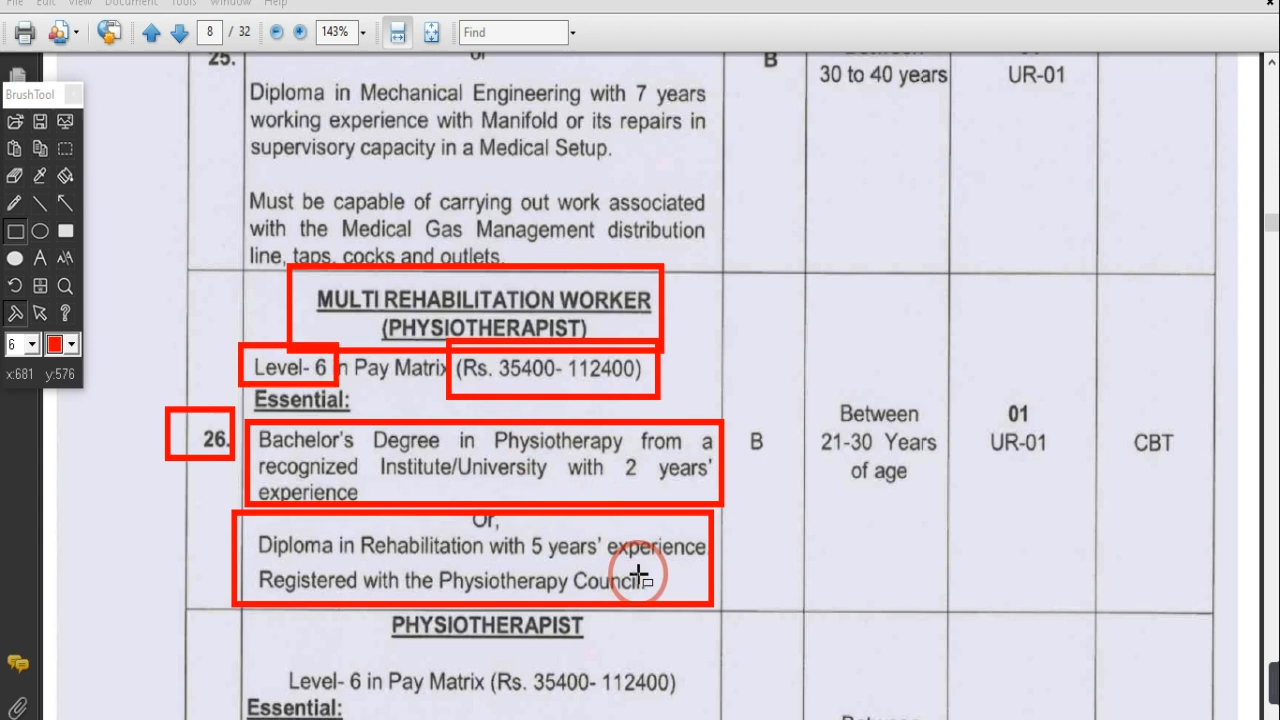 File Edit View Document Tools Window Help
8 / 32 143% Find
BrushTool
6
x:681 y:576
25.
or
B
30 to 40 years
UR-01
Diploma in Mechanical Engineering with 7 years
working experience with Manifold or its repairs in
supervisory capacity in a Medical Setup.
Must be capable of carrying out work associated
with the Medical Gas Management distribution
line, taps, cocks and outlets.
MULTI REHABILITATION WORKER
(PHYSIOTHERAPIST)
Level- 6 in Pay Matrix (Rs. 35400- 112400)
Essential:
26.
Bachelor's Degree in Physiotherapy from a
recognized Institute/University with 2 years'
experience
Or,
Diploma in Rehabilitation with 5 years' experience
Registered with the Physiotherapy Council.
B
Between
21-30 Years
of age
01
UR-01
CBT
PHYSIOTHERAPIST
Level- 6 in Pay Matrix (Rs. 35400- 112400)
Essential:
Between